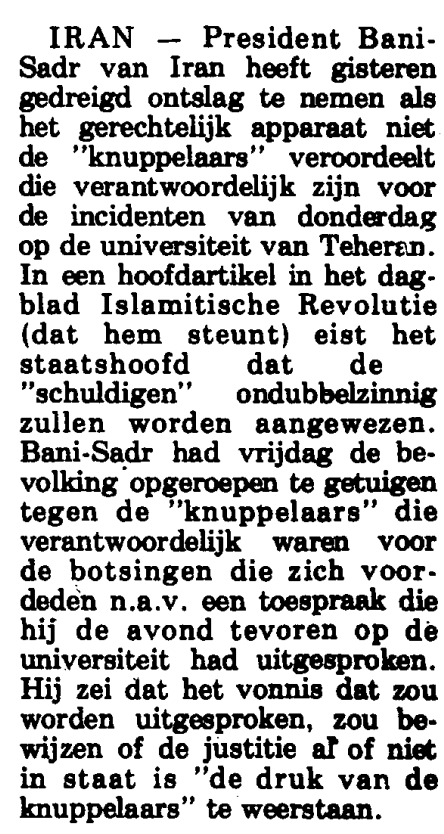 IRAN — President Bani-
Sadr van Iran heeft gisteren
gedreigd ontslag te nemen als
het gerechtelijk apparaat niet
de "knuppelaars" veroordeelt
die verantwoordelijk zijn voor
de incidenten van donderdag
op de universiteit van Teheran.
In een hoofdartikel in het dag-
blad Islamitische Revolutie
(dat hem steunt) eist het
staatshoofd dat de
"schuldigen" ondubbelzinnig
zullen worden aangewezen.
Bani-Sadr had vrijdag de be-
volking opgeroepen te getuigen
tegen de "knuppelaars" die
verantwoordelijk waren voor
de botsingen die zich voor-
deden n.a.v. een toespraak die
hij de avond tevoren op de
universiteit had uitgesproken.
Hij zei dat het vonnis dat zou
worden uitgesproken, zou be-
wijzen of de justitie al of niet
in staat is "de druk van de
knuppelaars" te weerstaan.